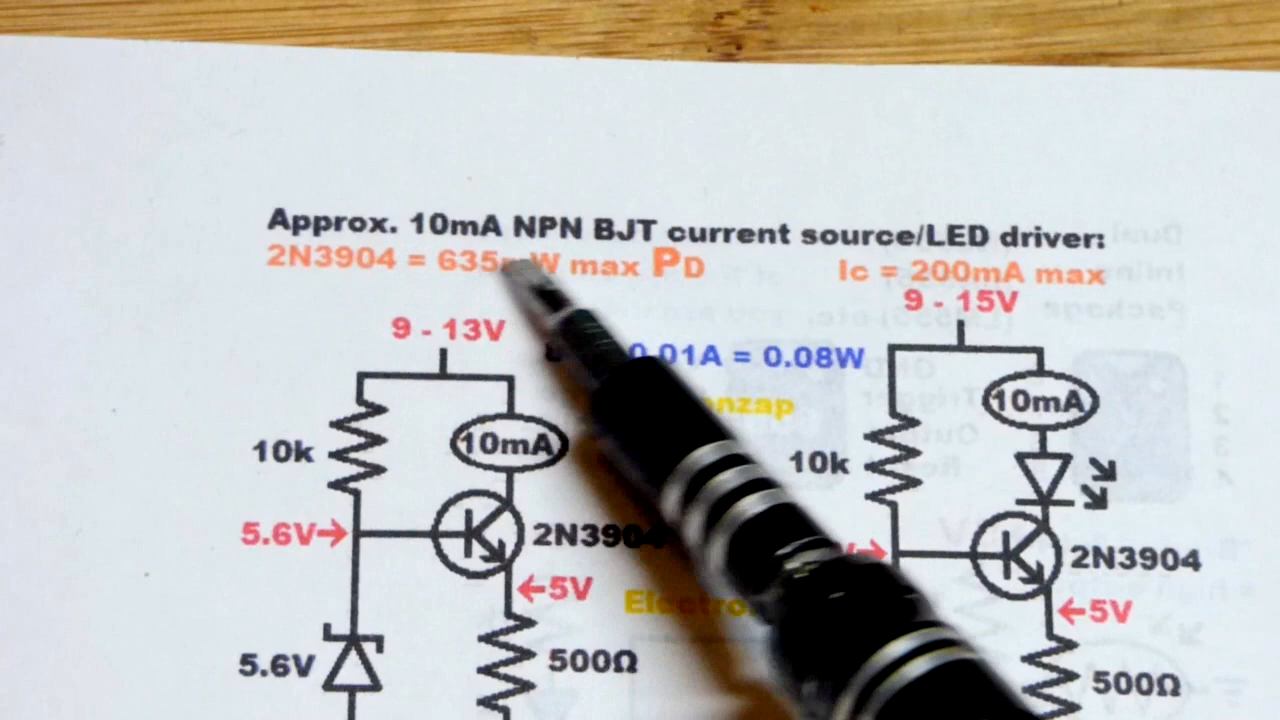 Approx. 10mA NPN BJT current source/LED driver:
2N3904 = 635 W max PD
Ic = 200mA max
9 - 13V
9 - 15V
0.01A = 0.08W
10k
10mA
10k
10mA
5.6V→
2N3904
2N3904
←5V
←5V
5.6V
500Ω
500Ω